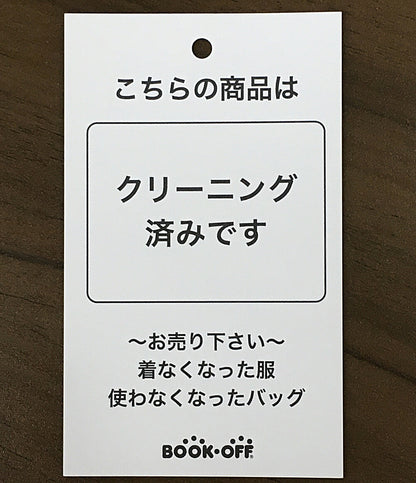 こちらの商品は
クリーニング
済みです
〜お売り下さい〜
着なくなった服
使わなくなったバッグ
BOOK・OFF